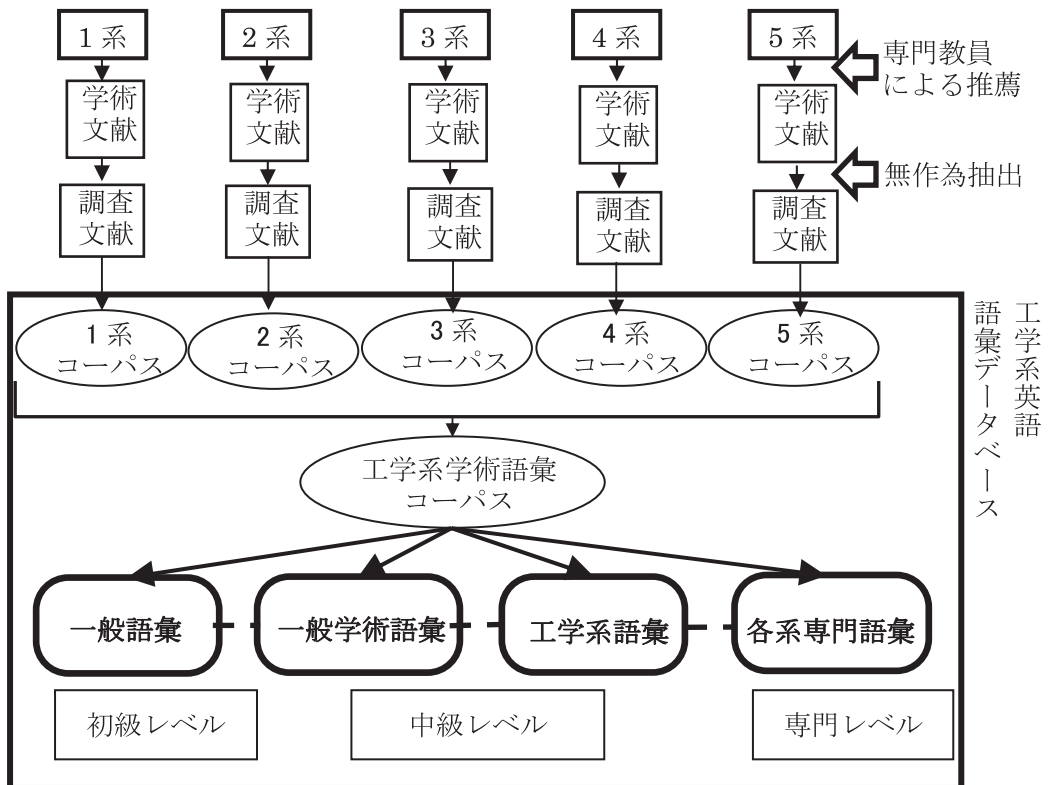 1 系
2 系
3 系
4 系
5 系
専門教員
による推薦
学術
文献
学術
文献
学術
文献
学術
文献
学術
文献
無作為抽出
調査
文献
調査
文献
調査
文献
調査
文献
調査
文献
工学系英語
語彙データベース
1 系
コーパス
2 系
コーパス
3 系
コーパス
4 系
コーパス
5 系
コーパス
工学系学術語彙
コーパス
一般語彙
一般学術語彙
工学系語彙
各系専門語彙
初級レベル
中級レベル
専門レベル